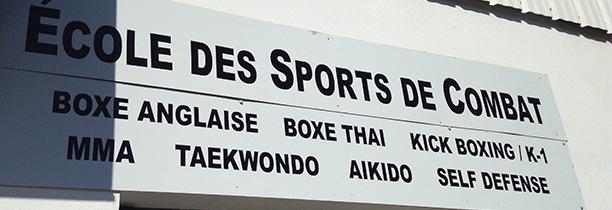 École des Sports de Combat
BOXE ANGLAISE BOXE THAI KICK BOXING / K-1
MMA TAEKWONDO AIKIDO SELF DEFENSE